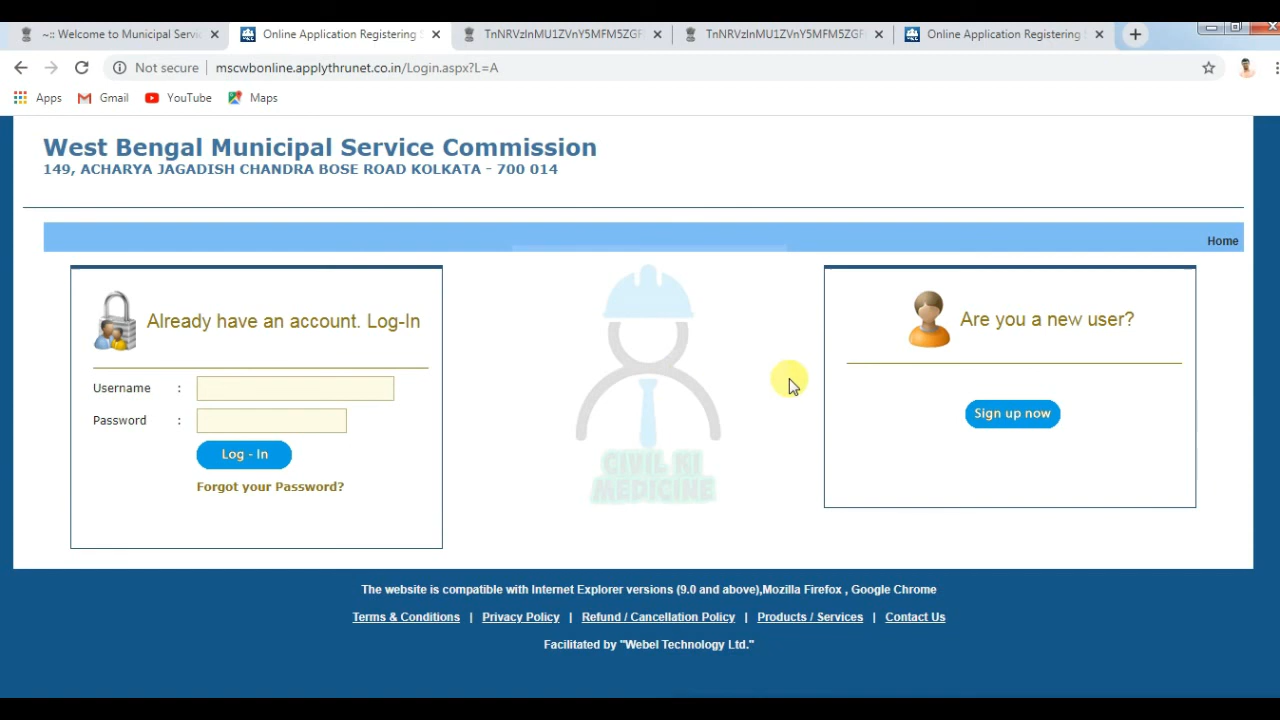 ~:: Welcome to Municipal Servic
Online Application Registering S
TnNRVzlnMU1ZVnY5MFM5ZGF
TnNRVzlnMU1ZVnY5MFM5ZGF
Online Application Registering S
Not secure
mscwbonline.applythrunet.co.in/Login.aspx?L=A
Apps Gmail YouTube Maps
West Bengal Municipal Service Commission
149, ACHARYA JAGADISH CHANDRA BOSE ROAD KOLKATA - 700 014
Home
Already have an account. Log-In
Username :
Password :
Log - In
Forgot your Password?
CIVIL KI
MEDICINE
Are you a new user?
Sign up now
The website is compatible with Internet Explorer versions (9.0 and above),Mozilla Firefox , Google Chrome
Terms & Conditions | Privacy Policy | Refund / Cancellation Policy | Products / Services | Contact Us
Facilitated by "Webel Technology Ltd."